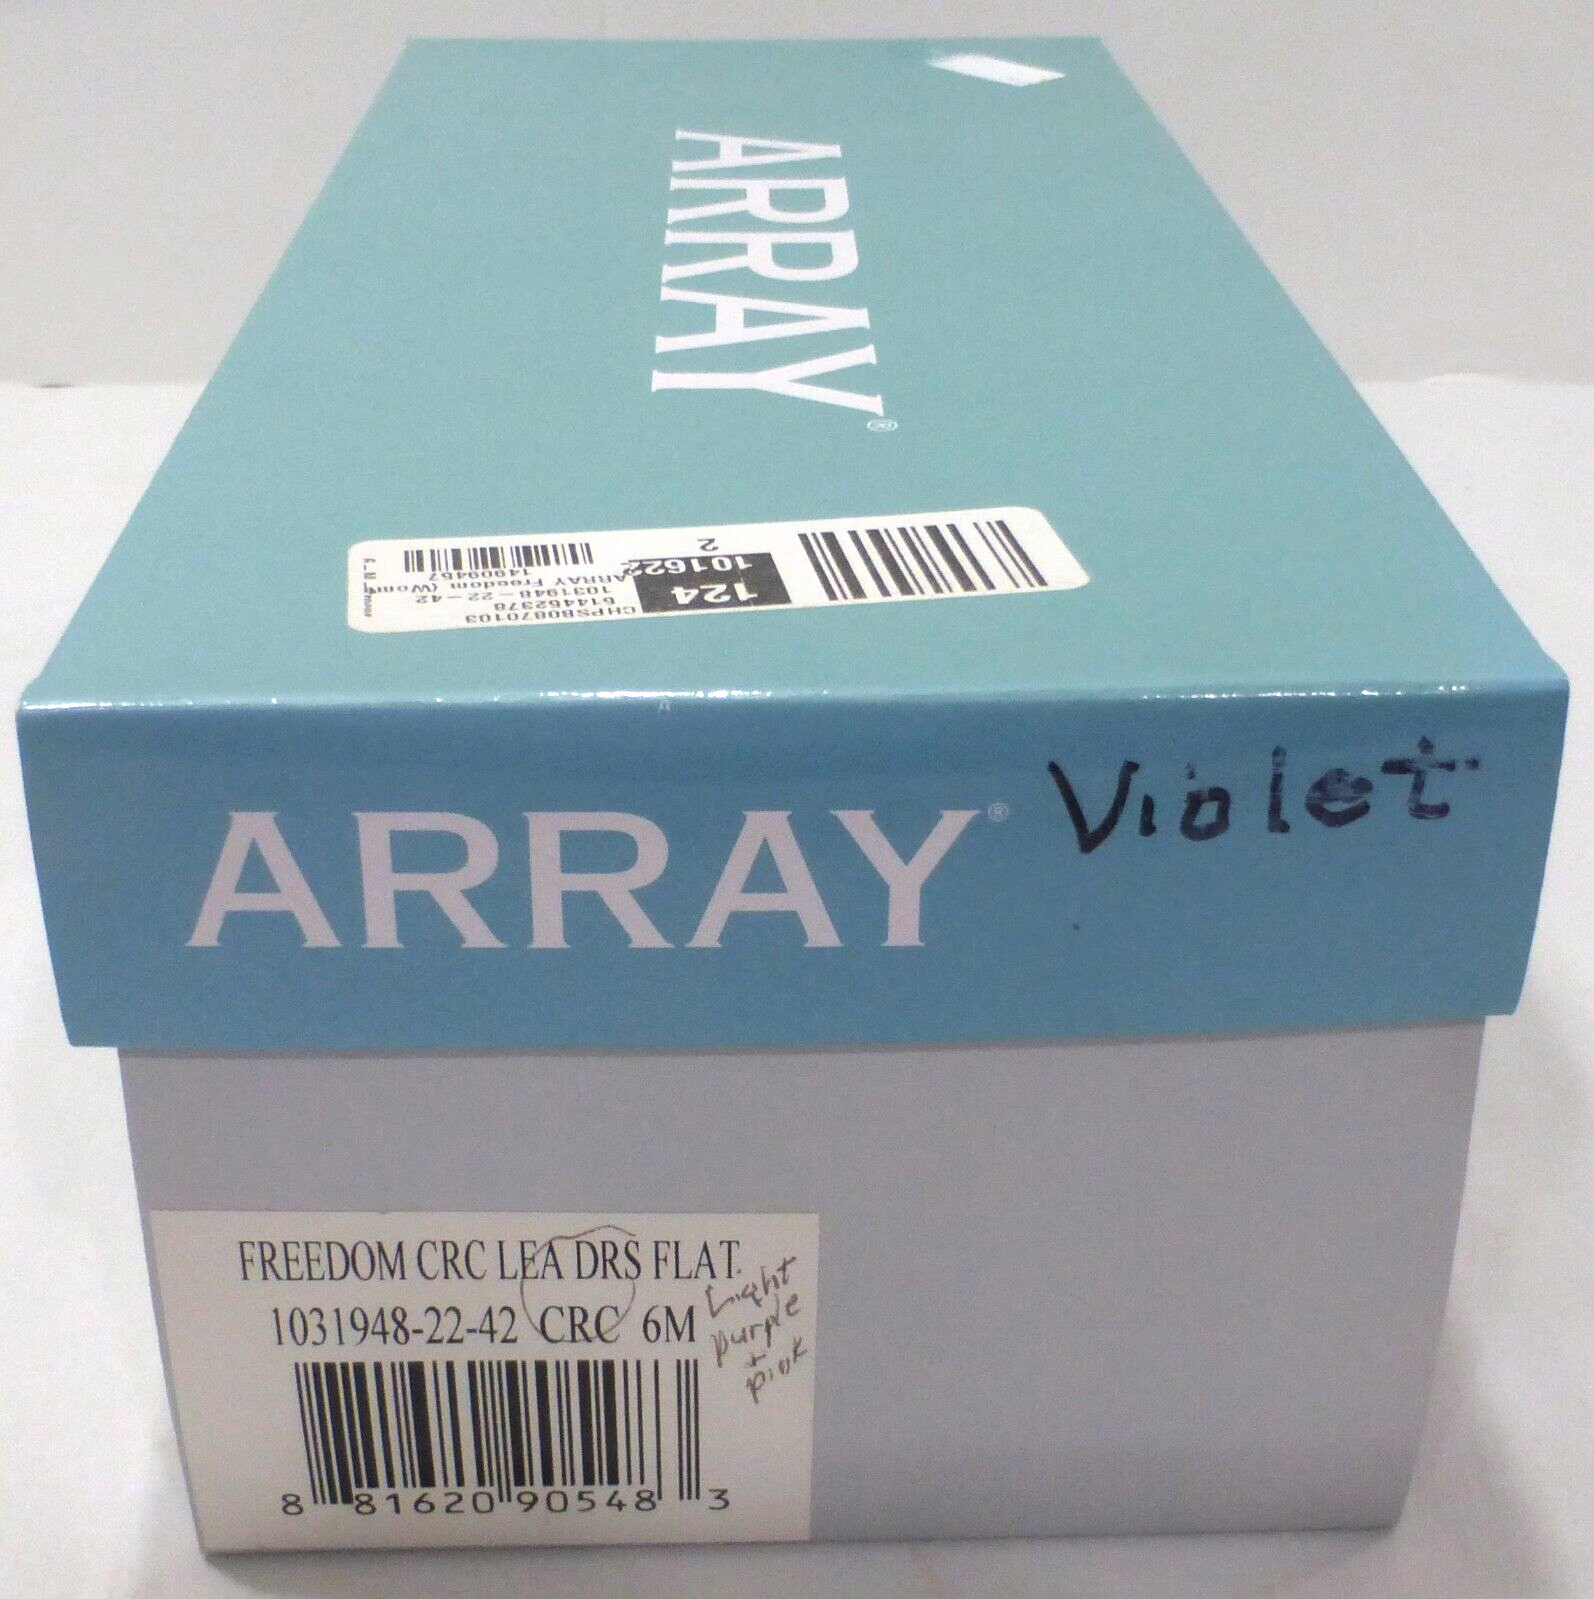 ARRAY®
CHPSB0870103
614462378
1031948-22-42
ARRAY Freedom (Wom
14909467
124
101622
2
ARRAY® Violet
FREEDOM CRC LEA DRS FLAT.
1031948-22-42 CRC 6M
Light
purple
+
pink
8 81620 90548 3